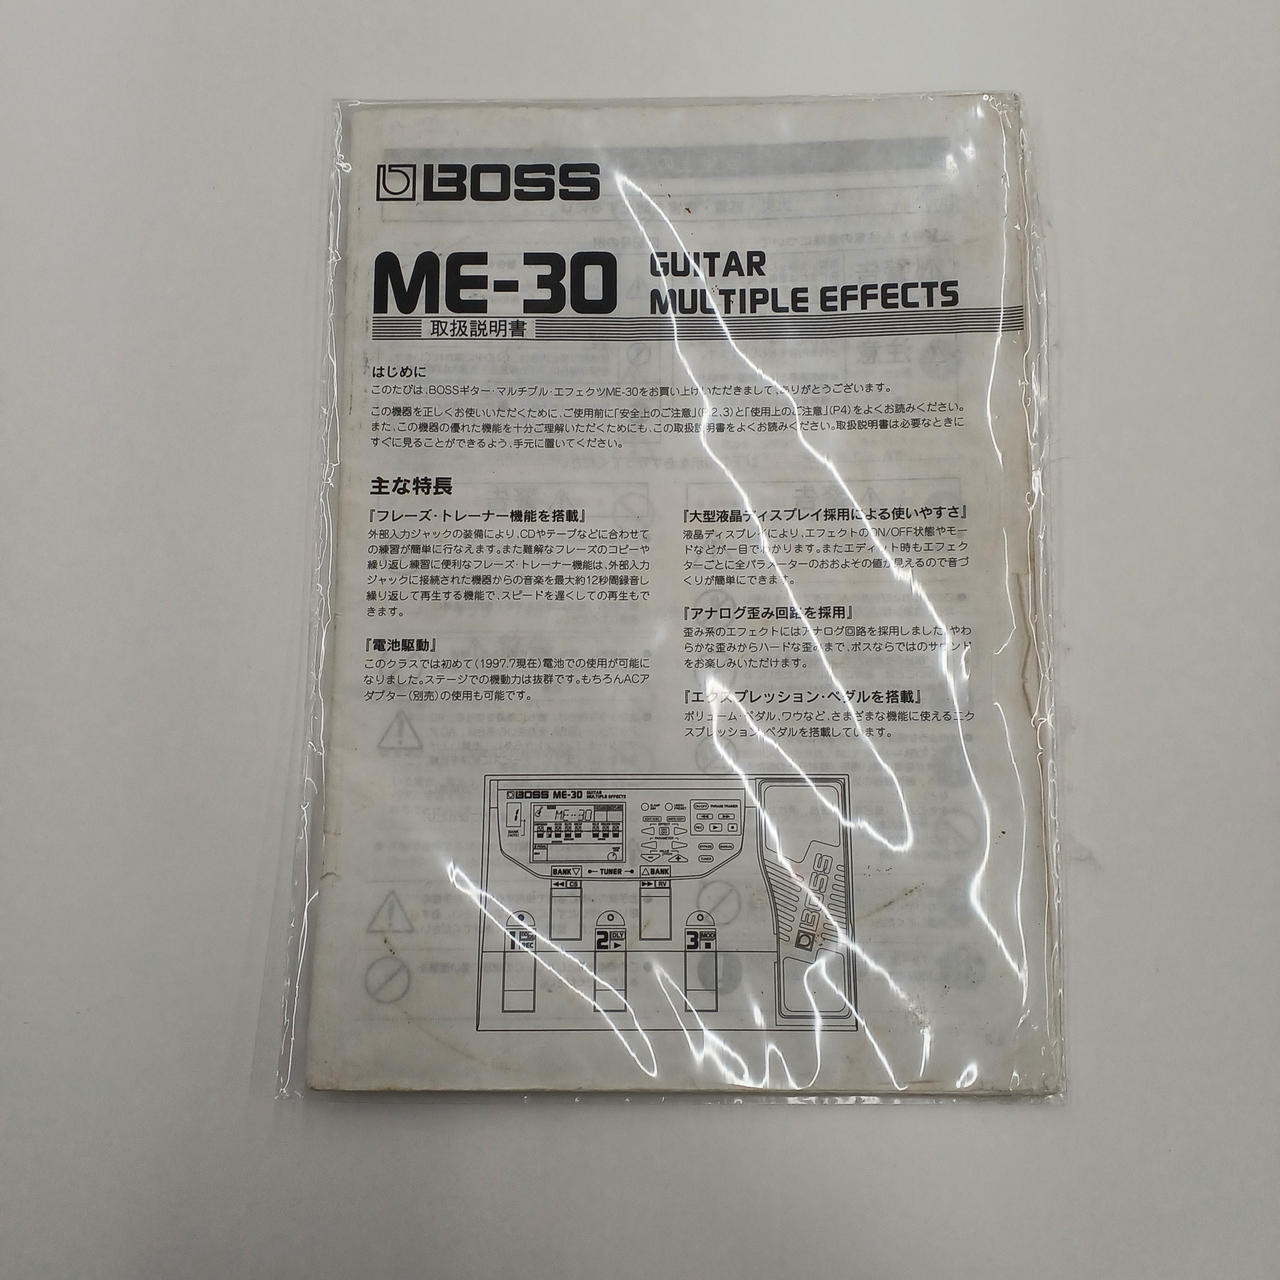 BOSS
ME-30
GUITAR
MULTIPLE EFFECTS
取扱説明書
はじめに
このたびは、BOSSギター・マルチプル・エフェクツME-30をお買い上げいただきまして、ありがとうございます。
この機器を正しくお使いいただくために、ご使用前に「安全上のご注意」(P.2,3)と「使用上のご注意」(P4)をよくお読みください。
また、この機器の優れた機能を十分ご理解いただくためにも、この取扱説明書をよくお読みください。取扱説明書は必要なときに
すぐに見ることができるよう、手元に置いてください。
主な特長
『フレーズ・トレーナー機能を搭載』
外部入力ジャックの装備により、CDやテープなどに合わせて
の練習が簡単に行なえます。また難解なフレーズのコピーや
繰り返し練習に便利なフレーズ・トレーナー機能は、外部入力
ジャックに接続された機器からの音楽を最大約12秒間録音し
繰り返して再生する機能で、スピードを遅くしての再生もで
きます。
『電池駆動』
このクラスでは初めて(1997.7現在)電池での使用が可能に
なりました。ステージでの機動力は抜群です。もちろんACア
ダプター(別売)の使用も可能です。
『大型液晶ディスプレイ採用による使いやすさ』
液晶ディスプレイにより、エフェクトのON/OFF状態やモー
ドなどが一目でわかります。またエディット時もエフェク
ターごとに全パラメーターのおおよその値が見えるので音づ
くりが簡単にできます。
『アナログ歪み回路を採用』
歪み系のエフェクトにはアナログ回路を採用しました。やわ
らかな歪みからハードな歪みまで、ボスならではのサウンド
をお楽しみいただけます。
『エクスプレッション・ペダルを搭載』
ボリューム・ペダル、ワウなど、さまざまな機能に使えるエク
スプレッション・ペダルを搭載しています。
BOSS ME-30 GUITAR MULTIPLE EFFECTS
ME-30
1
BANK
PHRASE TRAINER
EFFECT
PARAMETER
VALUE
BYPASS
MANUAL
TUNER
BANK▽ TUNER △BANK
◀◀ CS
▶▶ RV
1 REC
2 DLY ▶
3 MOD ■
BOSS